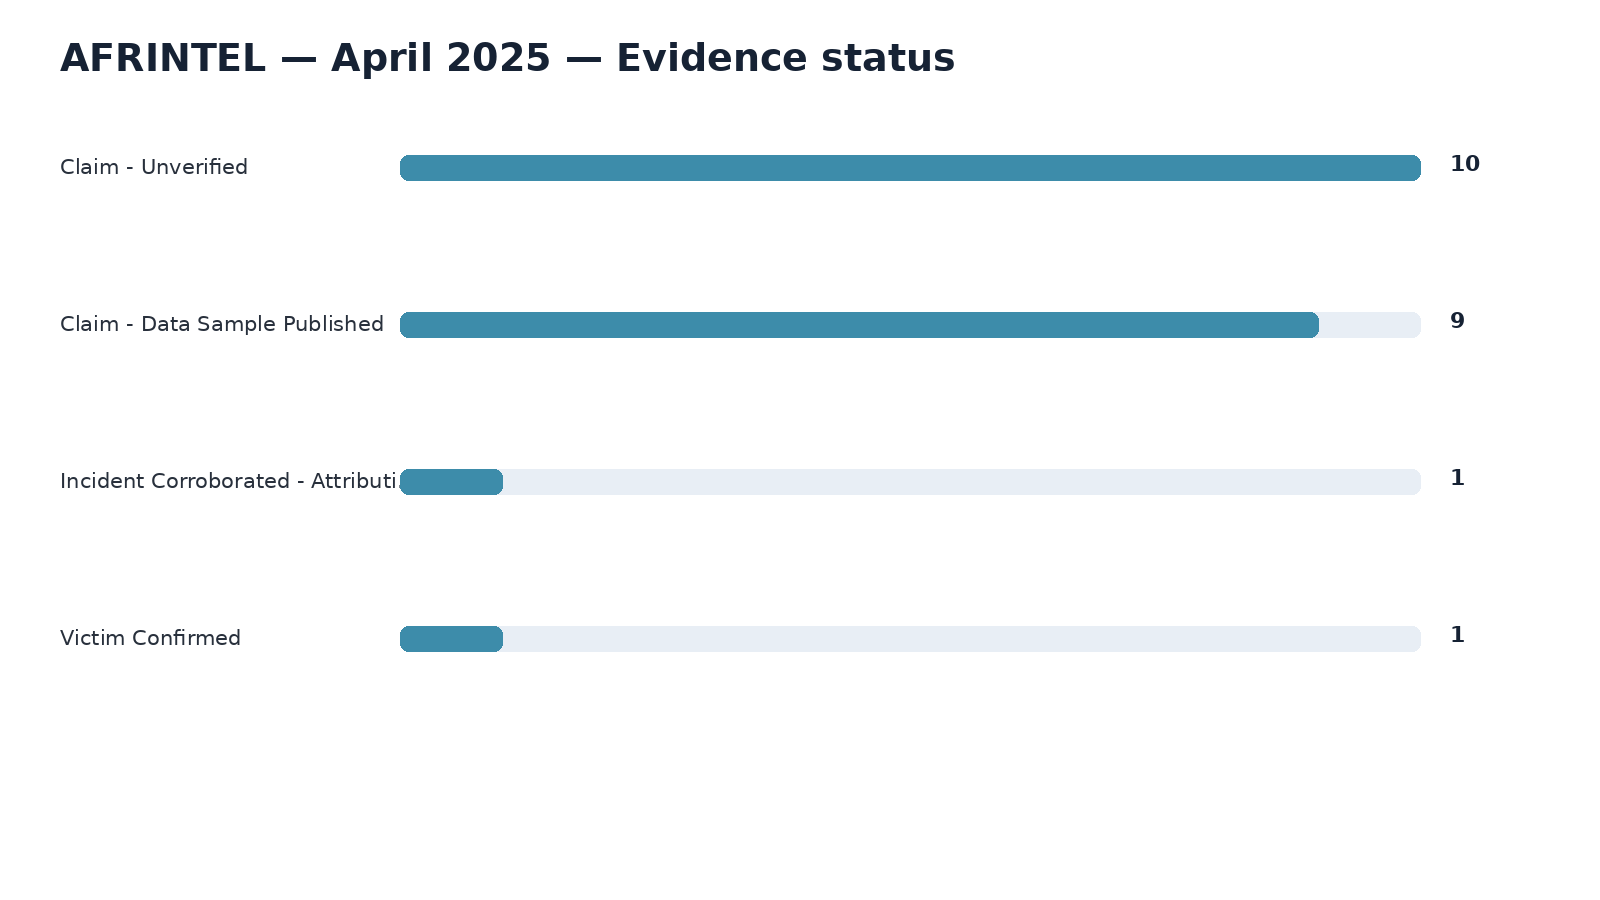 AFRINTEL — April 2025 — Evidence status
Claim - Unverified 10
Claim - Data Sample Published 9
Incident Corroborated - Attributi 1
Victim Confirmed 1